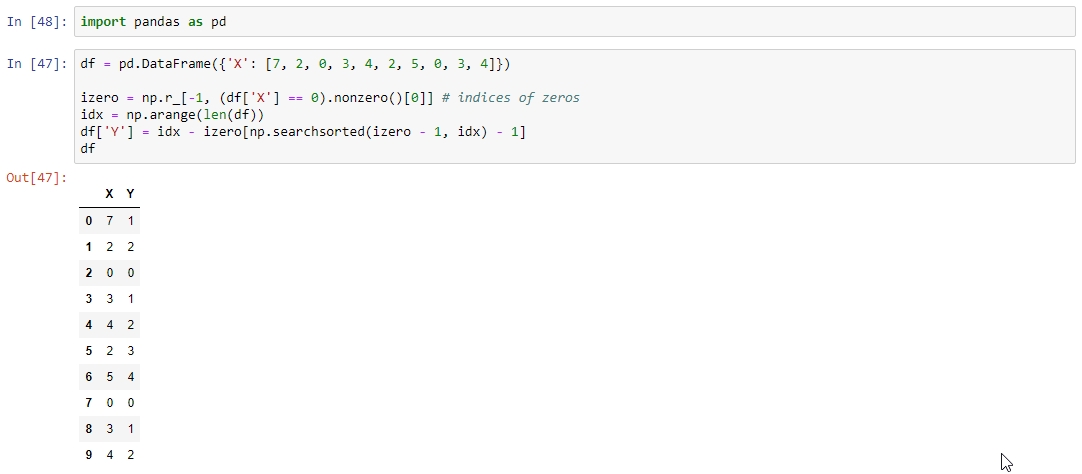 In [48]: import pandas as pd
In [47]: df = pd.DataFrame({'X': [7, 2, 0, 3, 4, 2, 5, 0, 3, 4]})
izero = np.r_[-1, (df['X'] == 0).nonzero()[0]] # indices of zeros
idx = np.arange(len(df))
df['Y'] = idx - izero[np.searchsorted(izero - 1, idx) - 1]
df
Out[47]:
X Y
0 7 1
1 2 2
2 0 0
3 3 1
4 4 2
5 2 3
6 5 4
7 0 0
8 3 1
9 4 2